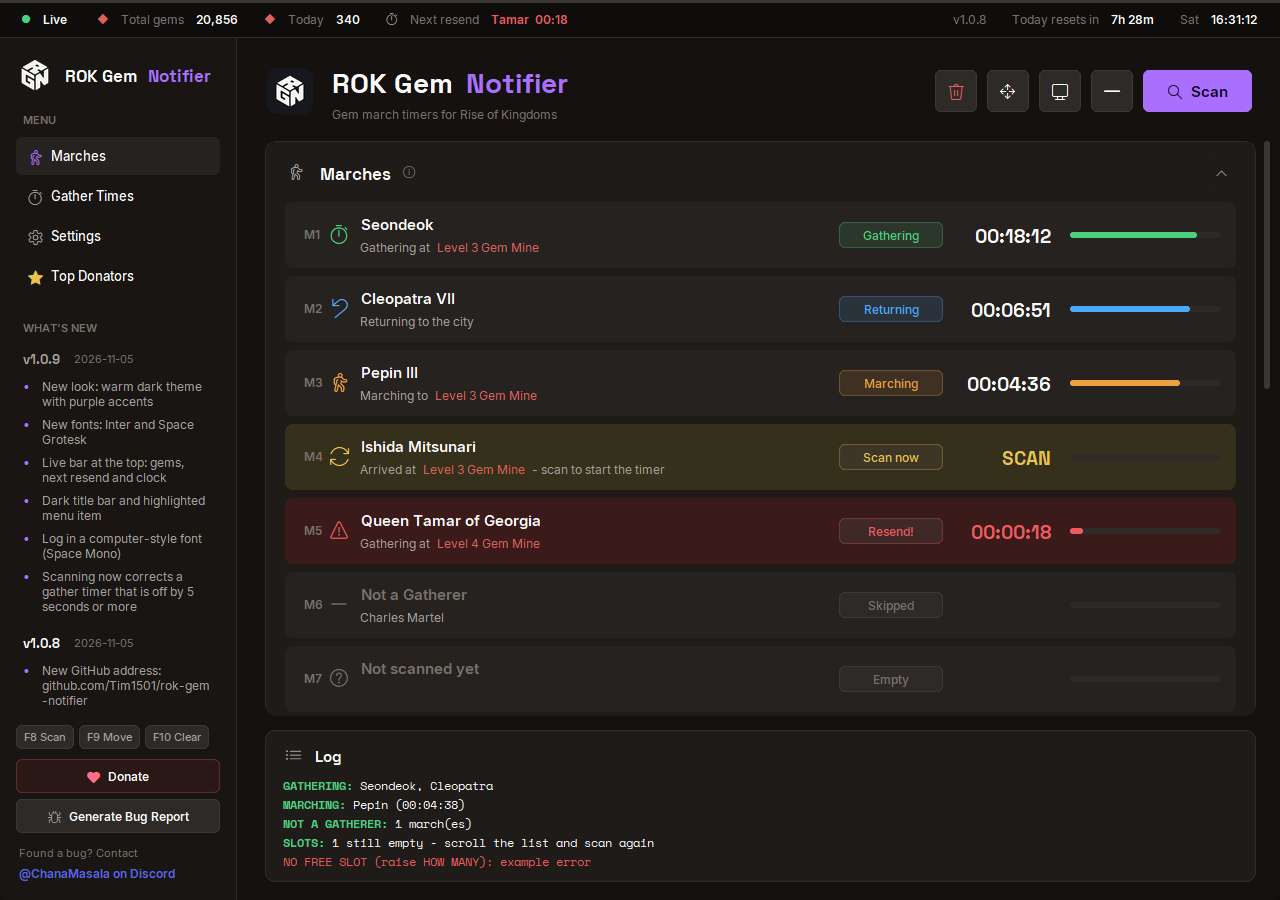 Live Total gems 20,856 Today 340 Next resend Tamar 00:18 v1.0.8 Today resets in 7h 28m Sat 16:31:12
ROK Gem Notifier
MENU
Marches
Gather Times
Settings
Top Donators
WHAT'S NEW
v1.0.9 2026-11-05
• New look: warm dark theme
with purple accents
• New fonts: Inter and Space
Grotesk
• Live bar at the top: gems,
next resend and clock
• Dark title bar and highlighted
menu item
• Log in a computer-style font
(Space Mono)
• Scanning now corrects a
gather timer that is off by 5
seconds or more
v1.0.8 2026-11-05
• New GitHub address:
github.com/Tim1501/rok-gem
-notifier
F8 Scan F9 Move F10 Clear
Donate
Generate Bug Report
Found a bug? Contact
@ChanaMasala on Discord
ROK Gem Notifier
Gem march timers for Rise of Kingdoms
Scan
Marches
M1 Seondeok
Gathering at Level 3 Gem Mine
Gathering 00:18:12
M2 Cleopatra VII
Returning to the city
Returning 00:06:51
M3 Pepin III
Marching to Level 3 Gem Mine
Marching 00:04:36
M4 Ishida Mitsunari
Arrived at Level 3 Gem Mine - scan to start the timer
Scan now SCAN
M5 Queen Tamar of Georgia
Gathering at Level 4 Gem Mine
Resend! 00:00:18
M6 Not a Gatherer
Charles Martel
Skipped
M7 Not scanned yet
Empty
Log
GATHERING: Seondeok, Cleopatra
MARCHING: Pepin (00:04:38)
NOT A GATHERER: 1 march(es)
SLOTS: 1 still empty - scroll the list and scan again
NO FREE SLOT (raise HOW MANY): example error